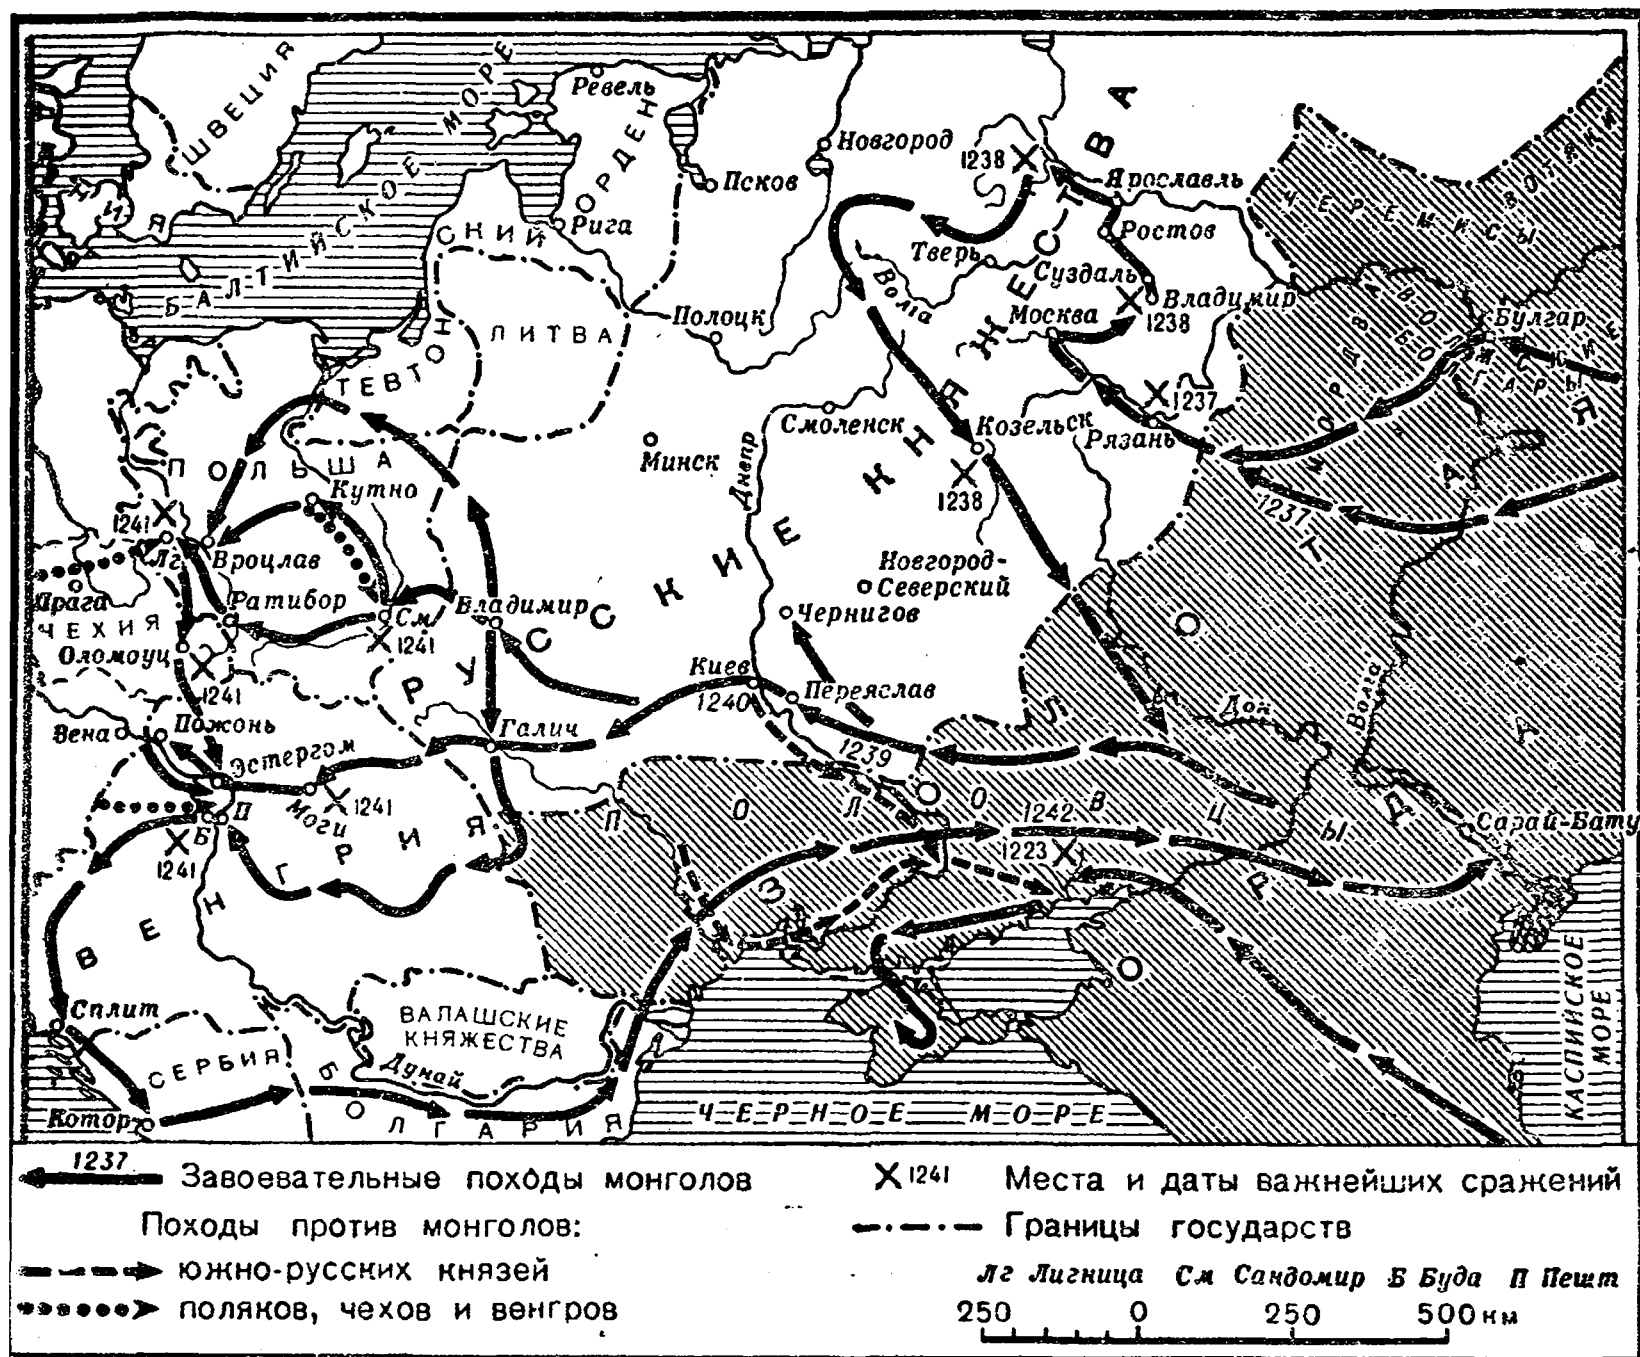 ШВЕЦИЯ
БАЛТИЙСКОЕ МОРЕ
Ревель
ТЕВТОНСКИЙ ОРДЕН
Новгород
Псков
Рига
ЛИТВА
Полоцк
1238
Ярославль
Ростов
Тверь
Суздаль
Волга
Москва
Владимир
1238
ЧЕРЕМИСЫ
ВОТЯКИ
МОРДВА
Булгар
1237
Рязань
Козельск
1238
Смоленск
Днепр
Минск
РУССКИЕ КНЯЖЕСТВА
1237
ПОЛЬША
Кутно
1241
Лг
Вроцлав
Прага
ЧЕХИЯ
Ратибор
См
1241
Владимир
Оломоуц
1241
Новгород-
Северский
Чернигов
Киев
1240
Переяслав
1239
Галич
Вена
Пожонь
Эстергом
Моги
1241
Б
П
1241
ВЕНГРИЯ
ПОЛОВЦЫ
ЗОЛОТАЯ ОРДА
Дон
Волга
1242
1223
Сарай-Бату
Сплит
СЕРБИЯ
Котор
ВАЛАШСКИЕ
КНЯЖЕСТВА
Дунай
БОЛГАРИЯ
ЧЕРНОЕ МОРЕ
КАСПИЙСКОЕ
МОРЕ
1237
Завоевательные походы монголов
Походы против монголов:
южно-русских князей
поляков, чехов и венгров
1241
Места и даты важнейших сражений
Границы государств
Лг Лигница См Сандомир Б Буда П Пешт
250 0 250 500 км